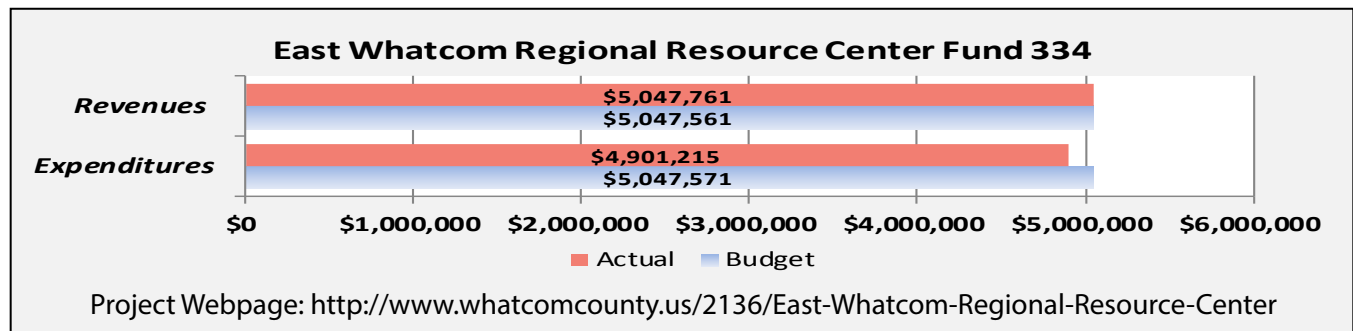 East Whatcom Regional Resource Center Fund 334
Revenues
$5,047,761
$5,047,561
Expenditures
$4,901,215
$5,047,571
$0 $1,000,000 $2,000,000 $3,000,000 $4,000,000 $5,000,000 $6,000,000
Actual Budget
Project Webpage: http://www.whatcomcounty.us/2136/East-Whatcom-Regional-Resource-Center